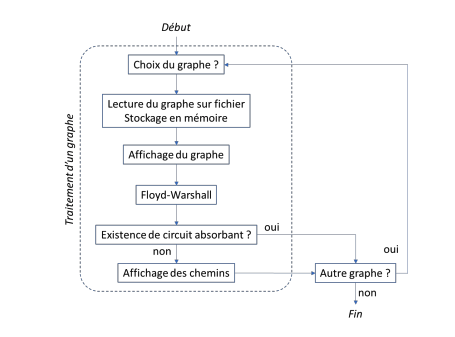 Début
Choix du graphe ?
Lecture du graphe sur fichier
Stockage en mémoire
Affichage du graphe
Traitement d'un graphe
Floyd-Warshall
Existence de circuit absorbant ?
oui
non
oui
Affichage des chemins
Autre graphe ?
non
Fin